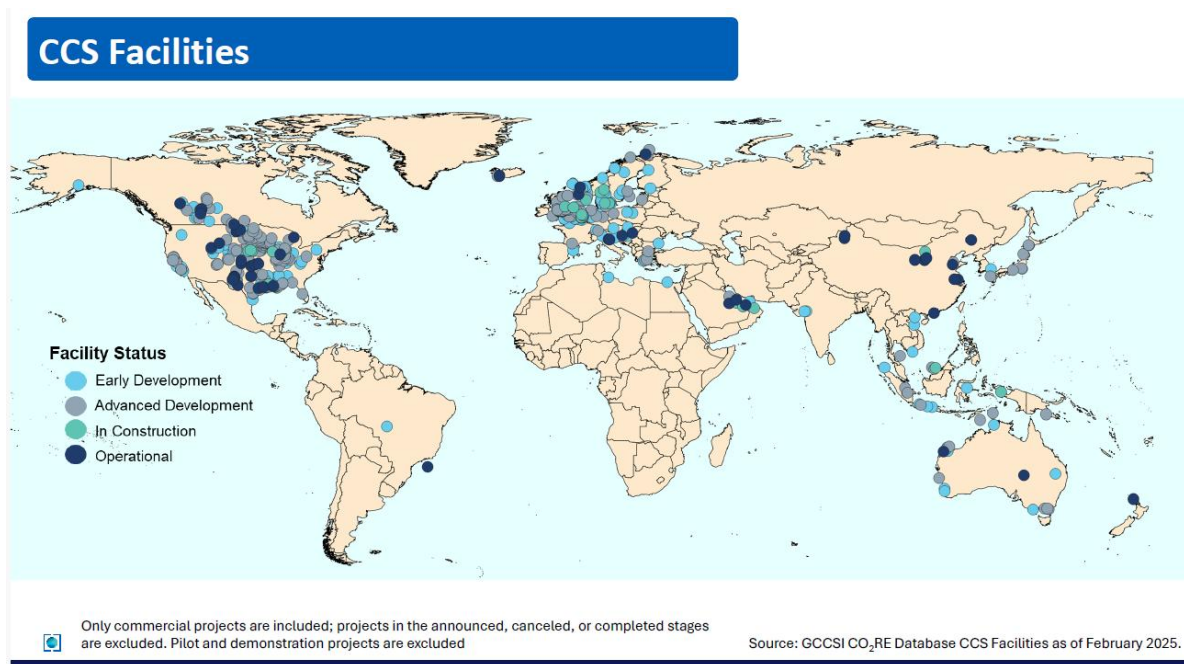 CCS Facilities
Facility Status
Early Development
Advanced Development
In Construction
Operational
Only commercial projects are included; projects in the announced, canceled, or completed stages
are excluded. Pilot and demonstration projects are excluded
Source: GCCSI CO₂RE Database CCS Facilities as of February 2025.